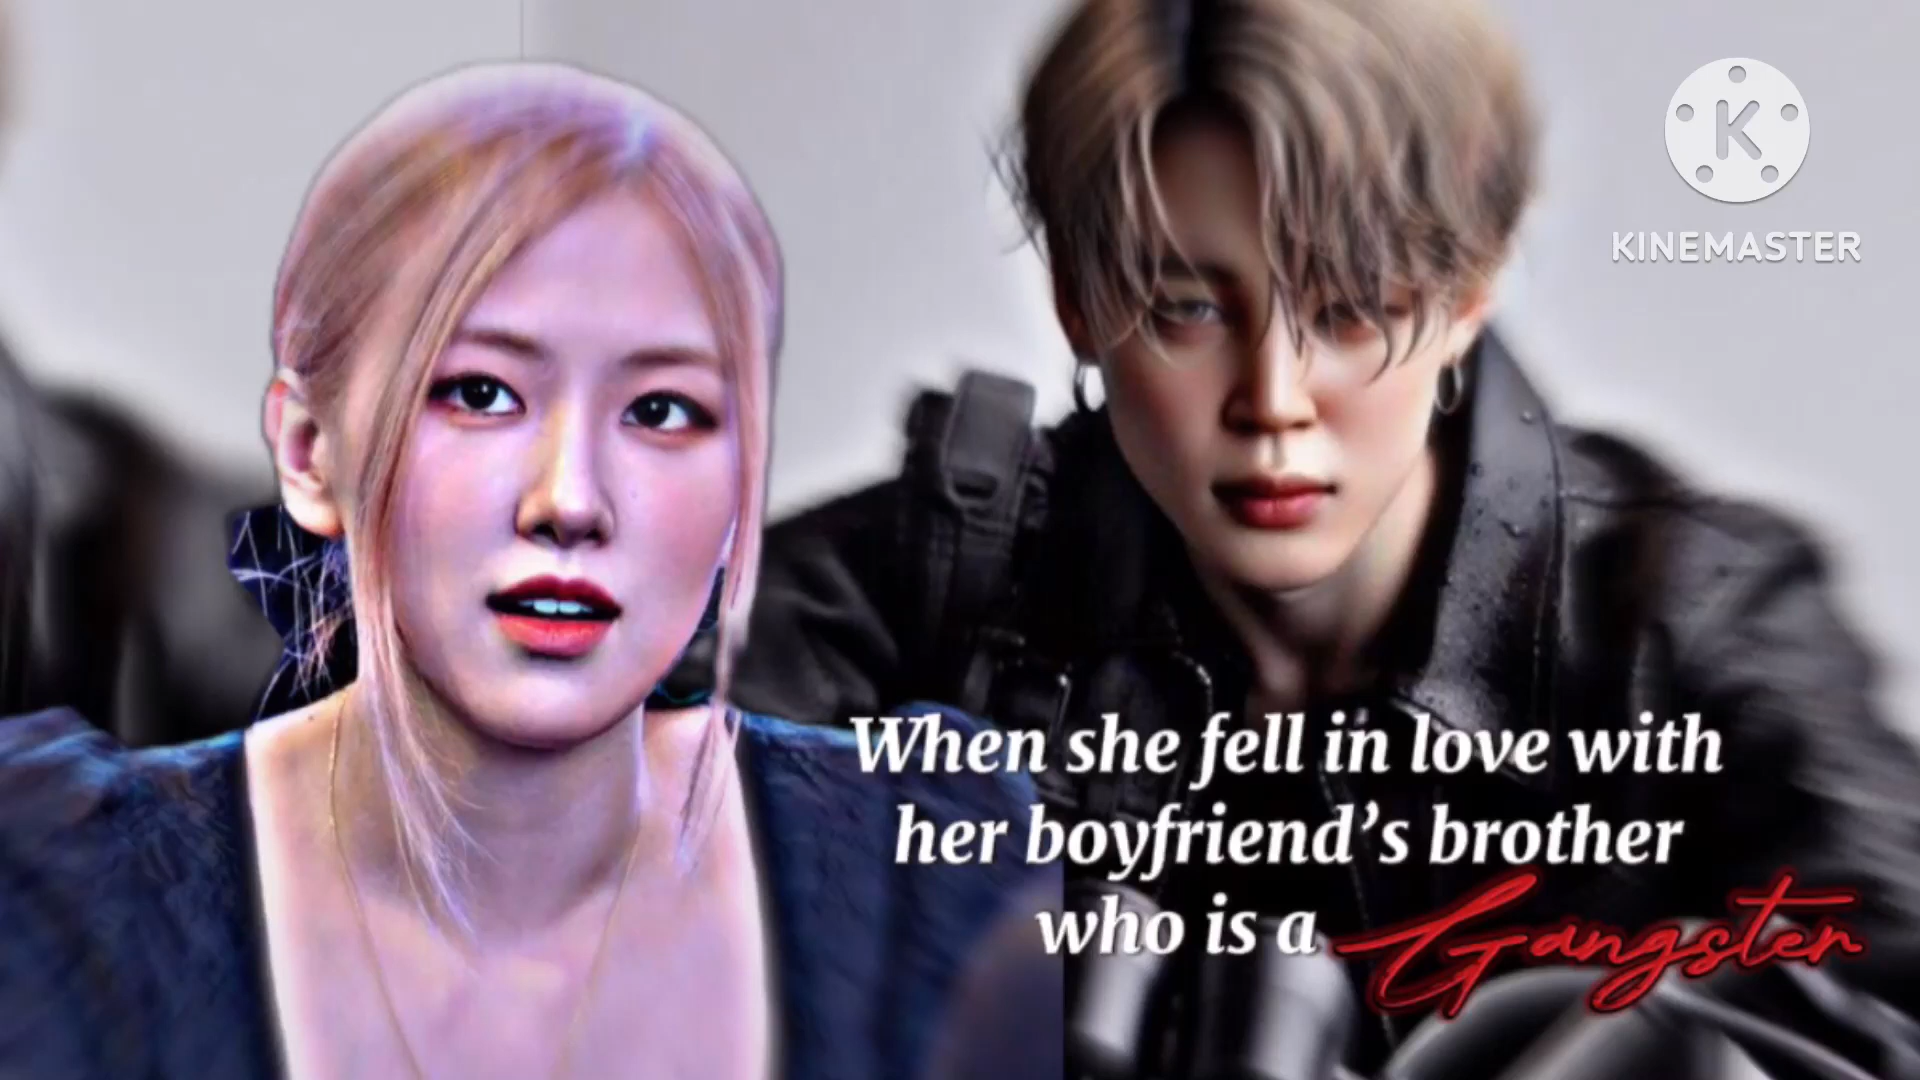 K
KINEMASTER
When she fell in love with
her boyfriend’s brother
who is a Gangster